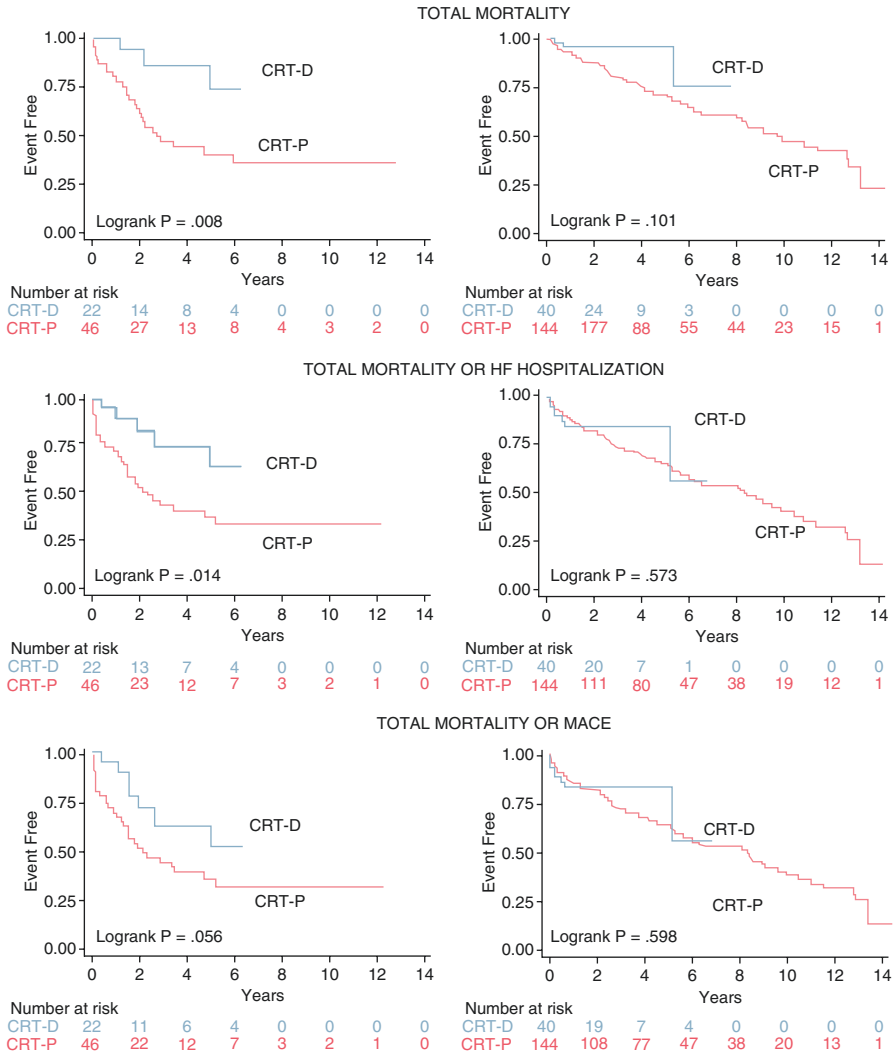 TOTAL MORTALITY
1.00
0.75
0.50
0.25
0.00
Event Free
CRT-D
CRT-P
Logrank P = .008
0 2 4 6 8 10 12 14
Years
Number at risk
CRT-D 22 14 8 4 0 0 0 0
CRT-P 46 27 13 8 4 3 2 0
1.00
0.75
0.50
0.25
0.00
Event Free
CRT-D
CRT-P
Logrank P = .101
0 2 4 6 8 10 12 14
Years
Number at risk
CRT-D 40 24 9 3 0 0 0 0
CRT-P 144 177 88 55 44 23 15 1
TOTAL MORTALITY OR HF HOSPITALIZATION
1.00
0.75
0.50
0.25
0.00
Event Free
CRT-D
CRT-P
Logrank P = .014
0 2 4 6 8 10 12 14
Years
Number at risk
CRT-D 22 13 7 4 0 0 0 0
CRT-P 46 23 12 7 3 2 1 0
1.00
0.75
0.50
0.25
0.00
Event Free
CRT-D
CRT-P
Logrank P = .573
0 2 4 6 8 10 12 14
Years
Number at risk
CRT-D 40 20 7 1 0 0 0 0
CRT-P 144 111 80 47 38 19 12 1
TOTAL MORTALITY OR MACE
1.00
0.75
0.50
0.25
0.00
Event Free
CRT-D
CRT-P
Logrank P = .056
0 2 4 6 8 10 12 14
Years
Number at risk
CRT-D 22 11 6 4 0 0 0 0
CRT-P 46 22 12 7 3 2 1 0
1.00
0.75
0.50
0.25
0.00
Event Free
CRT-D
CRT-P
Logrank P = .598
0 2 4 6 8 10 12 14
Years
Number at risk
CRT-D 40 19 7 4 0 0 0 0
CRT-P 144 108 77 47 38 20 13 1